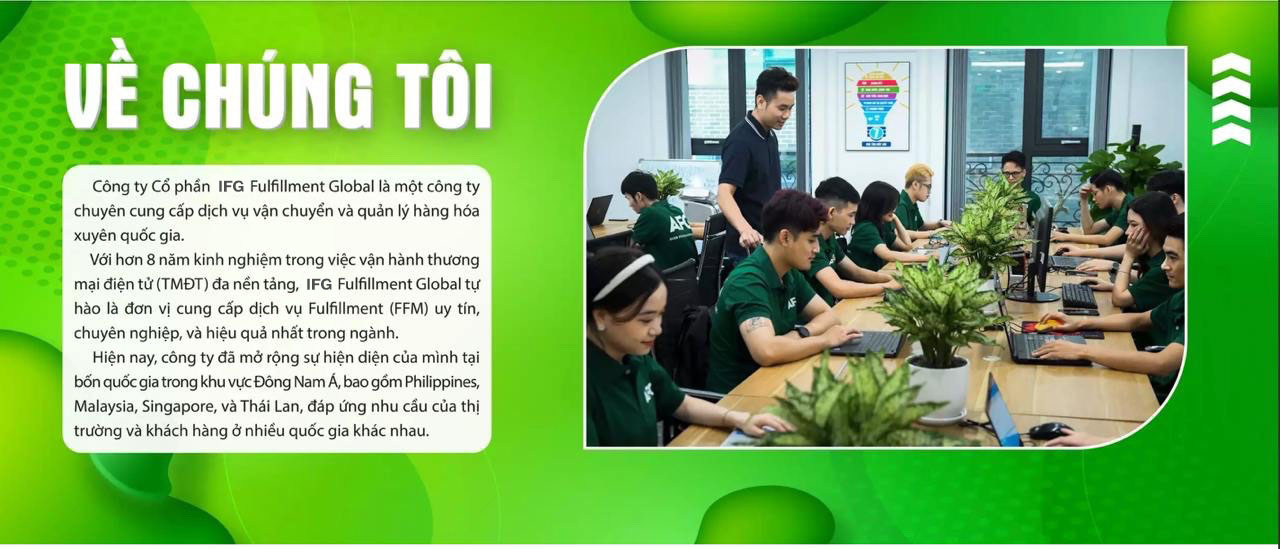 VỀ CHÚNG TÔI
Công ty Cổ phần IFG Fulfillment Global là một công ty
chuyên cung cấp dịch vụ vận chuyển và quản lý hàng hóa
xuyên quốc gia.
Với hơn 8 năm kinh nghiệm trong việc vận hành thương
mại điện tử (TMĐT) đa nền tảng, IFG Fulfillment Global tự
hào là đơn vị cung cấp dịch vụ Fulfillment (FFM) uy tín,
chuyên nghiệp, và hiệu quả nhất trong ngành.
Hiện nay, công ty đã mở rộng sự hiện diện của mình tại
bốn quốc gia trong khu vực Đông Nam Á, bao gồm Philippines,
Malaysia, Singapore, và Thái Lan, đáp ứng nhu cầu của thị
trường và khách hàng ở nhiều quốc gia khác nhau.